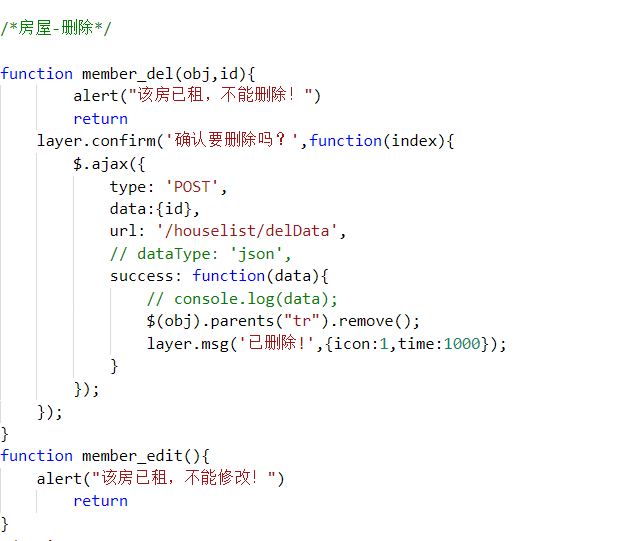 /*房屋-删除*/
function member_del(obj,id){
alert("该房已租，不能删除！")
return
layer.confirm('确认要删除吗？',function(index){
$.ajax({
type: 'POST',
data:{id},
url: '/houselist/delData',
// dataType: 'json',
success: function(data){
// console.log(data);
$(obj).parents("tr").remove();
layer.msg('已删除!',{icon:1,time:1000});
}
});
});
}
function member_edit(){
alert("该房已租，不能修改！")
return
}